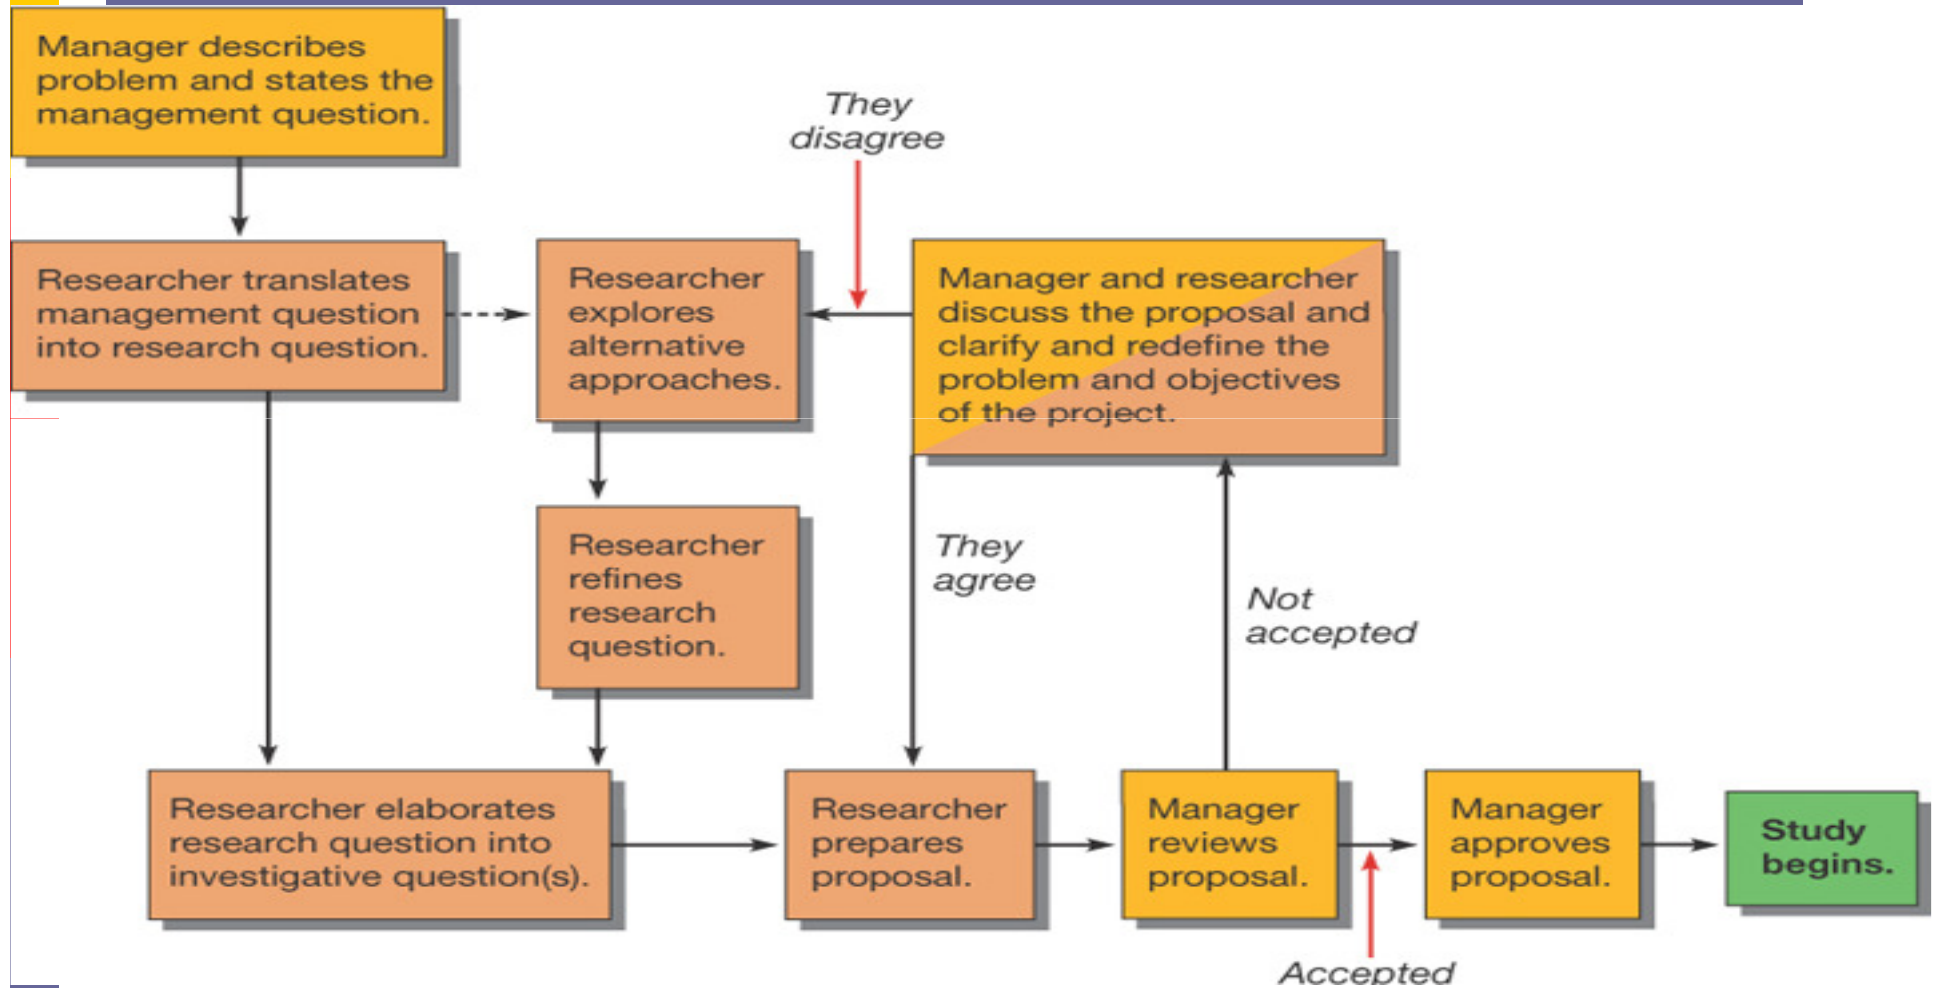 Manager describes
problem and states the
management question.
They
disagree
Researcher translates
management question
into research question.
Researcher
explores
alternative
approaches.
Manager and researcher
discuss the proposal and
clarify and redefine the
problem and objectives
of the project.
Researcher
refines
research
question.
They
agree
Not
accepted
Researcher elaborates
research question into
investigative question(s).
Researcher
prepares
proposal.
Manager
reviews
proposal.
Manager
approves
proposal.
Study
begins.
Accepted